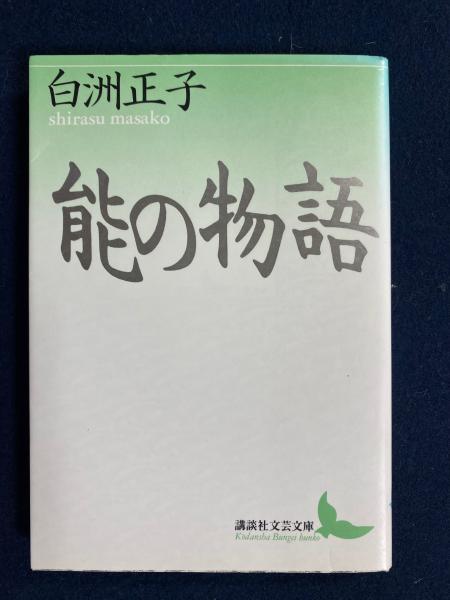 白洲正子
shirasu masako
能の物語
講談社文芸文庫
Kodansha Bungei bunko